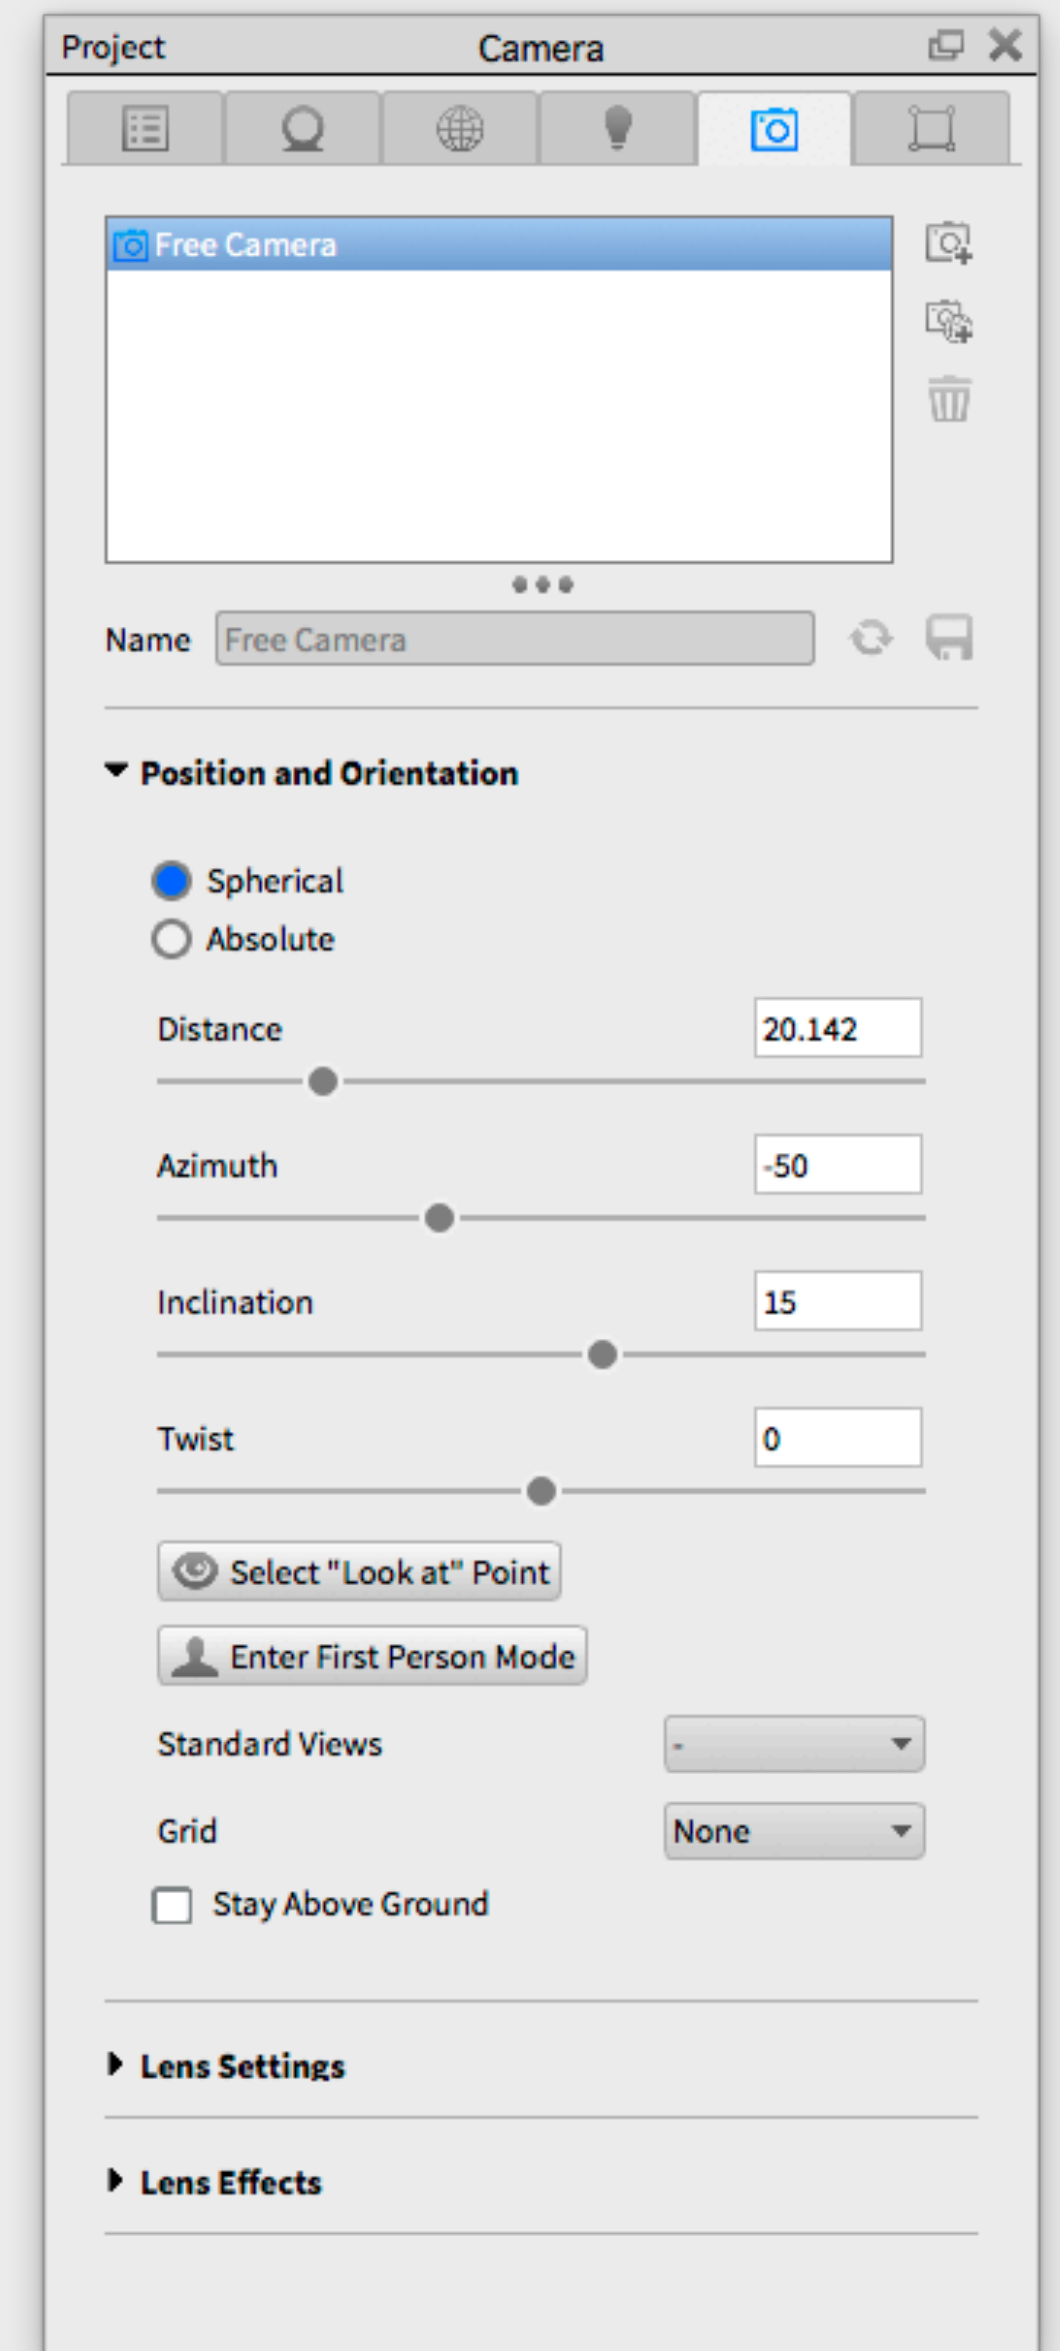 Project Camera
Free Camera
Name Free Camera
Position and Orientation
Spherical
Absolute
Distance 20.142
Azimuth -50
Inclination 15
Twist 0
Select "Look at" Point
Enter First Person Mode
Standard Views -
Grid None
Stay Above Ground
Lens Settings
Lens Effects